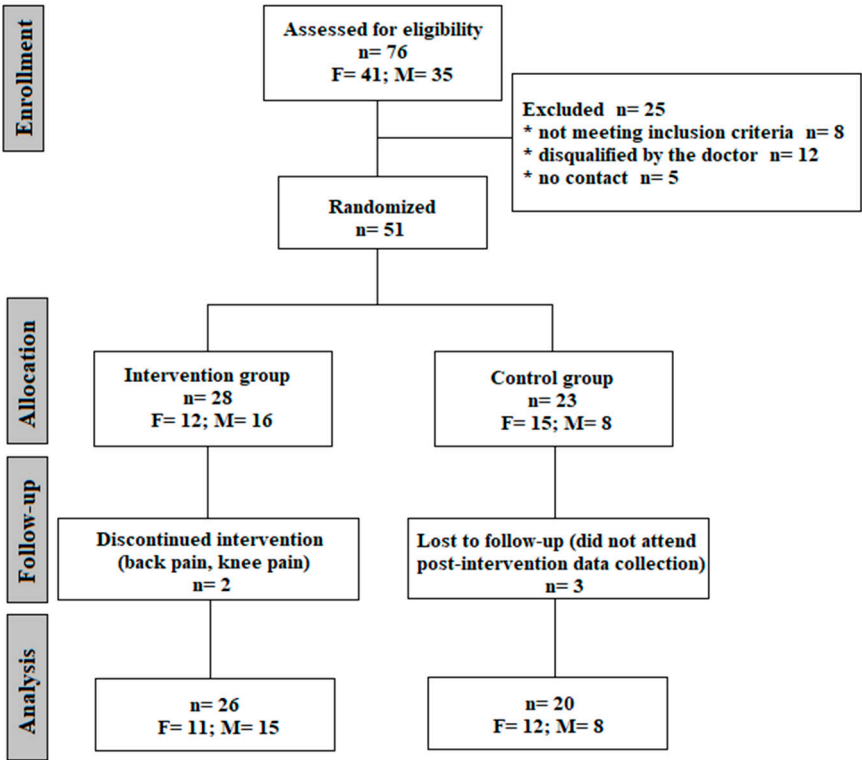 Enrollment
Assessed for eligibility
n= 76
F= 41; M= 35
Excluded n= 25
* not meeting inclusion criteria n= 8
* disqualified by the doctor n= 12
* no contact n= 5
Randomized
n= 51
Allocation
Intervention group
n= 28
F= 12; M= 16
Control group
n= 23
F= 15; M= 8
Follow-up
Discontinued intervention
(back pain, knee pain)
n= 2
Lost to follow-up (did not attend
post-intervention data collection)
n= 3
Analysis
n= 26
F= 11; M= 15
n= 20
F= 12; M= 8